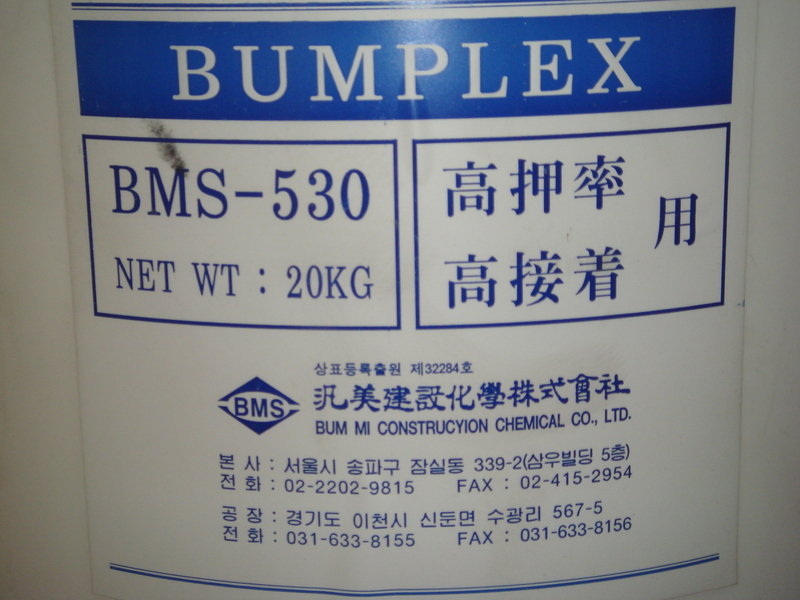 BUMPLEX
BMS-530
NET WT : 20KG
高押率
高接着
用
상표등록출원 제32284호
BMS
汎美建設化學株式會社
BUM MI CONSTRUCYION CHEMICAL CO., LTD.
본 사 : 서울시 송파구 잠실동 339-2(삼우빌딩 5층)
전 화 : 02-2202-9815 FAX : 02-415-2954
공 장 : 경기도 이천시 신둔면 수광리 567-5
전 화 : 031-633-8155 FAX : 031-633-8156